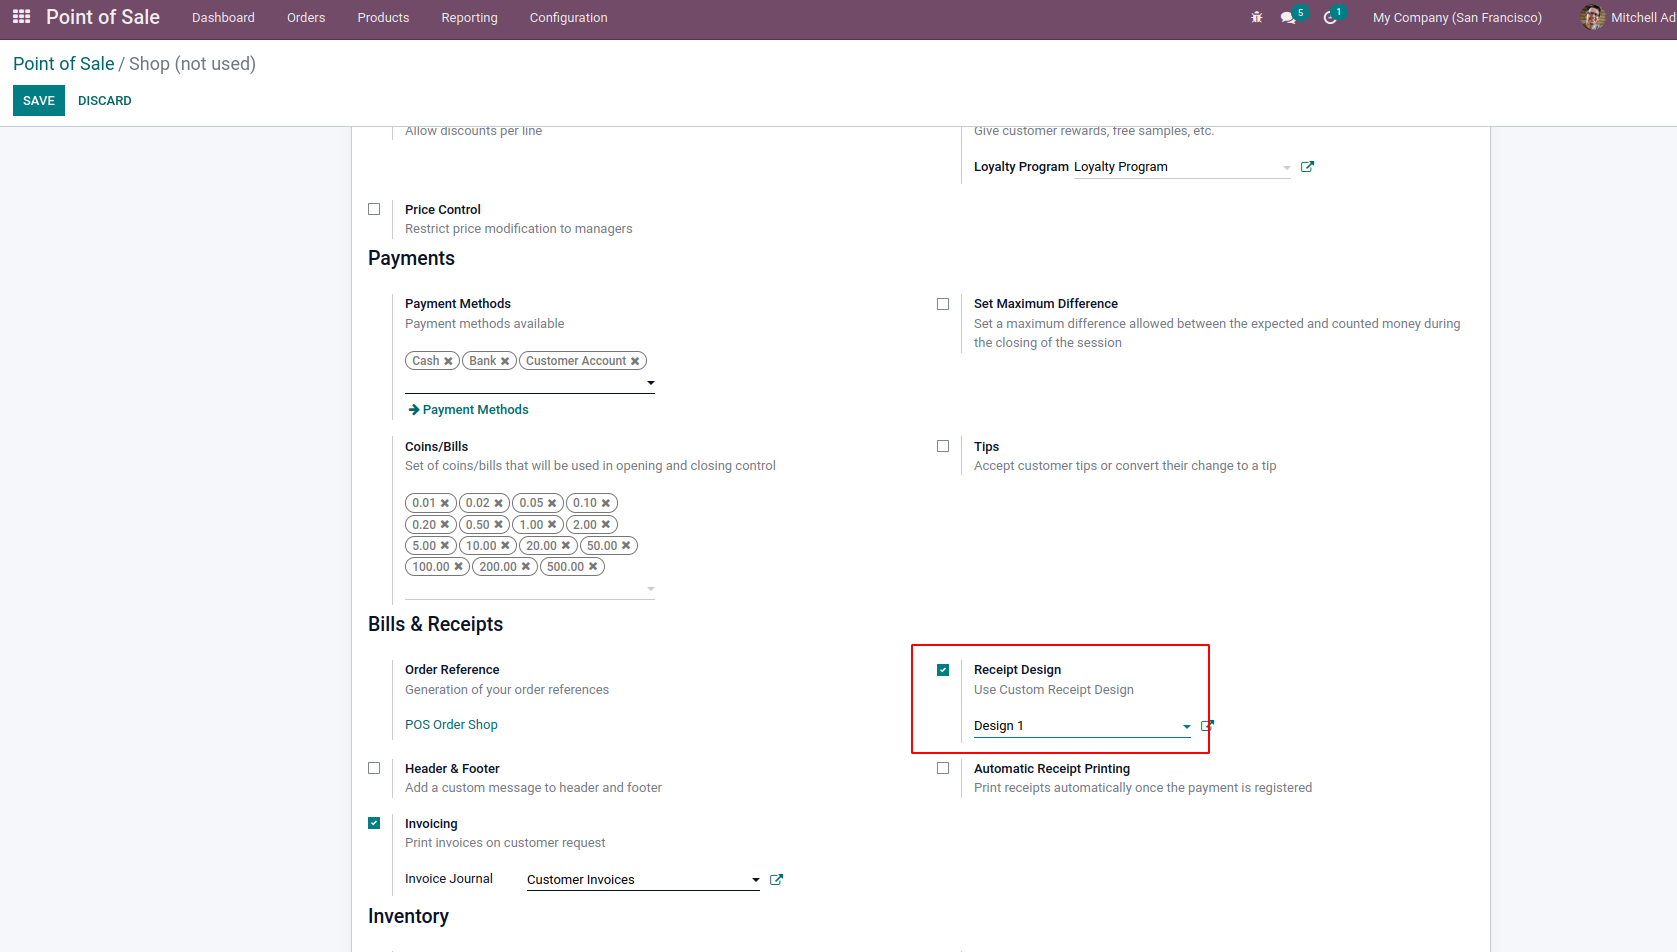 Point of Sale Dashboard Orders Products Reporting Configuration 5 1 My Company (San Francisco) Mitchell Ad
Point of Sale / Shop (not used)
SAVE DISCARD
Allow discounts per line
Give customer rewards, free samples, etc.
Loyalty Program Loyalty Program
Price Control
Restrict price modification to managers
Payments
Payment Methods
Payment methods available
Cash ✖ Bank ✖ Customer Account ✖
Payment Methods
Set Maximum Difference
Set a maximum difference allowed between the expected and counted money during
the closing of the session
Coins/Bills
Set of coins/bills that will be used in opening and closing control
0.01 ✖ 0.02 ✖ 0.05 ✖ 0.10 ✖
0.20 ✖ 0.50 ✖ 1.00 ✖ 2.00 ✖
5.00 ✖ 10.00 ✖ 20.00 ✖ 50.00 ✖
100.00 ✖ 200.00 ✖ 500.00 ✖
Tips
Accept customer tips or convert their change to a tip
Bills & Receipts
Order Reference
Generation of your order references
POS Order Shop
Receipt Design
Use Custom Receipt Design
Design 1
Header & Footer
Add a custom message to header and footer
Automatic Receipt Printing
Print receipts automatically once the payment is registered
Invoicing
Print invoices on customer request
Invoice Journal Customer Invoices
Inventory